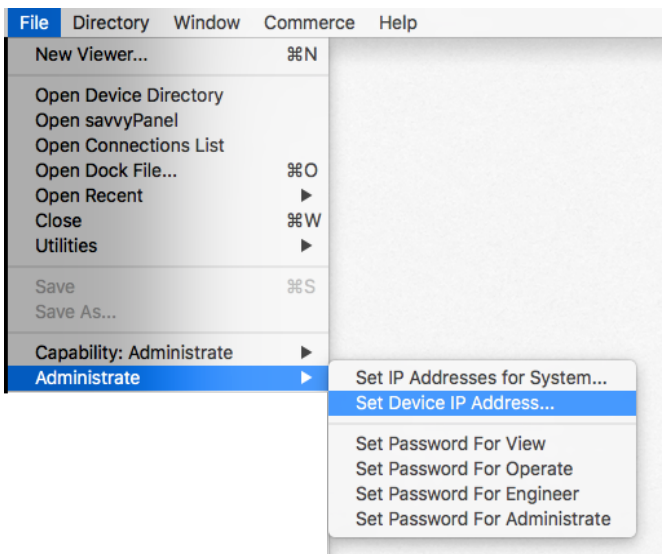 File Directory Window Commerce Help
New Viewer... ⌘N
Open Device Directory
Open savvyPanel
Open Connections List
Open Dock File... ⌘O
Open Recent ▶
Close ⌘W
Utilities ▶
Save ⌘S
Save As...
Capability: Administrate ▶
Administrate ▶
Set IP Addresses for System...
Set Device IP Address...
Set Password For View
Set Password For Operate
Set Password For Engineer
Set Password For Administrate